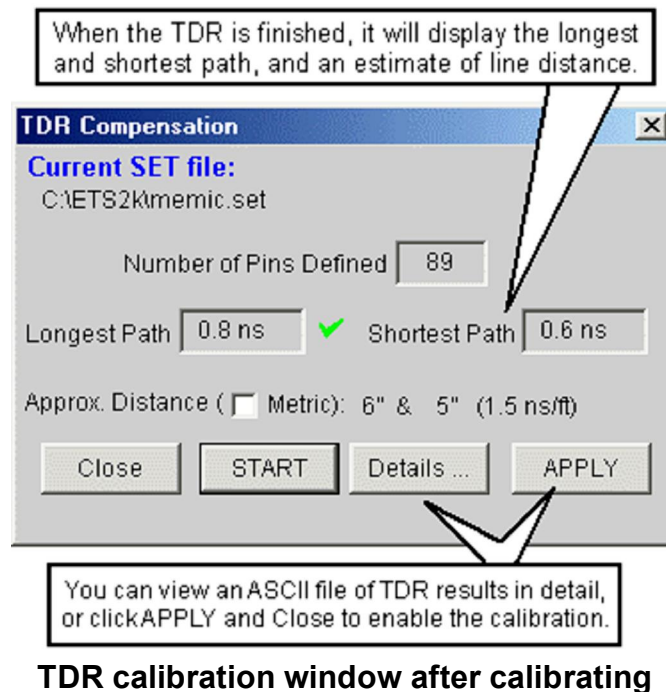 When the TDR is finished, it will display the longest
and shortest path, and an estimate of line distance.
TDR Compensation
Current SET file:
C:\ETS2k\memic.set
Number of Pins Defined 89
Longest Path 0.8 ns Shortest Path 0.6 ns
Approx. Distance ( Metric): 6" & 5" (1.5 ns/ft)
Close START Details ... APPLY
You can view an ASCII file of TDR results in detail,
or click APPLY and Close to enable the calibration.
TDR calibration window after calibrating